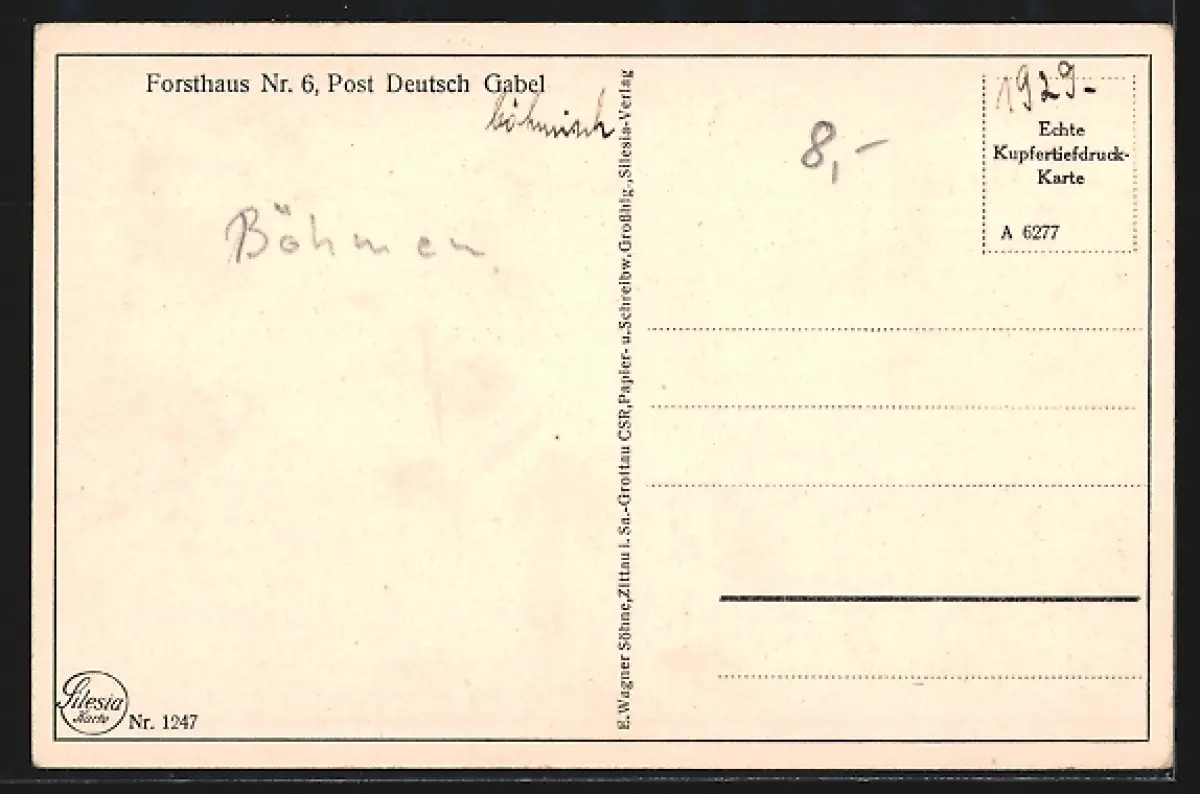 Forsthaus Nr. 6, Post Deutsch Gabel
böhmisch
Böhmen
Silesia
Karte
Nr. 1247
E. Wagner Söhne, Zittau i. Sa.-Grottau CSR, Papier- u. Schreibw. Großhlg., Silesia-Verlag
8,-
1929-
Echte
Kupfertiefdruck-
Karte
A 6277